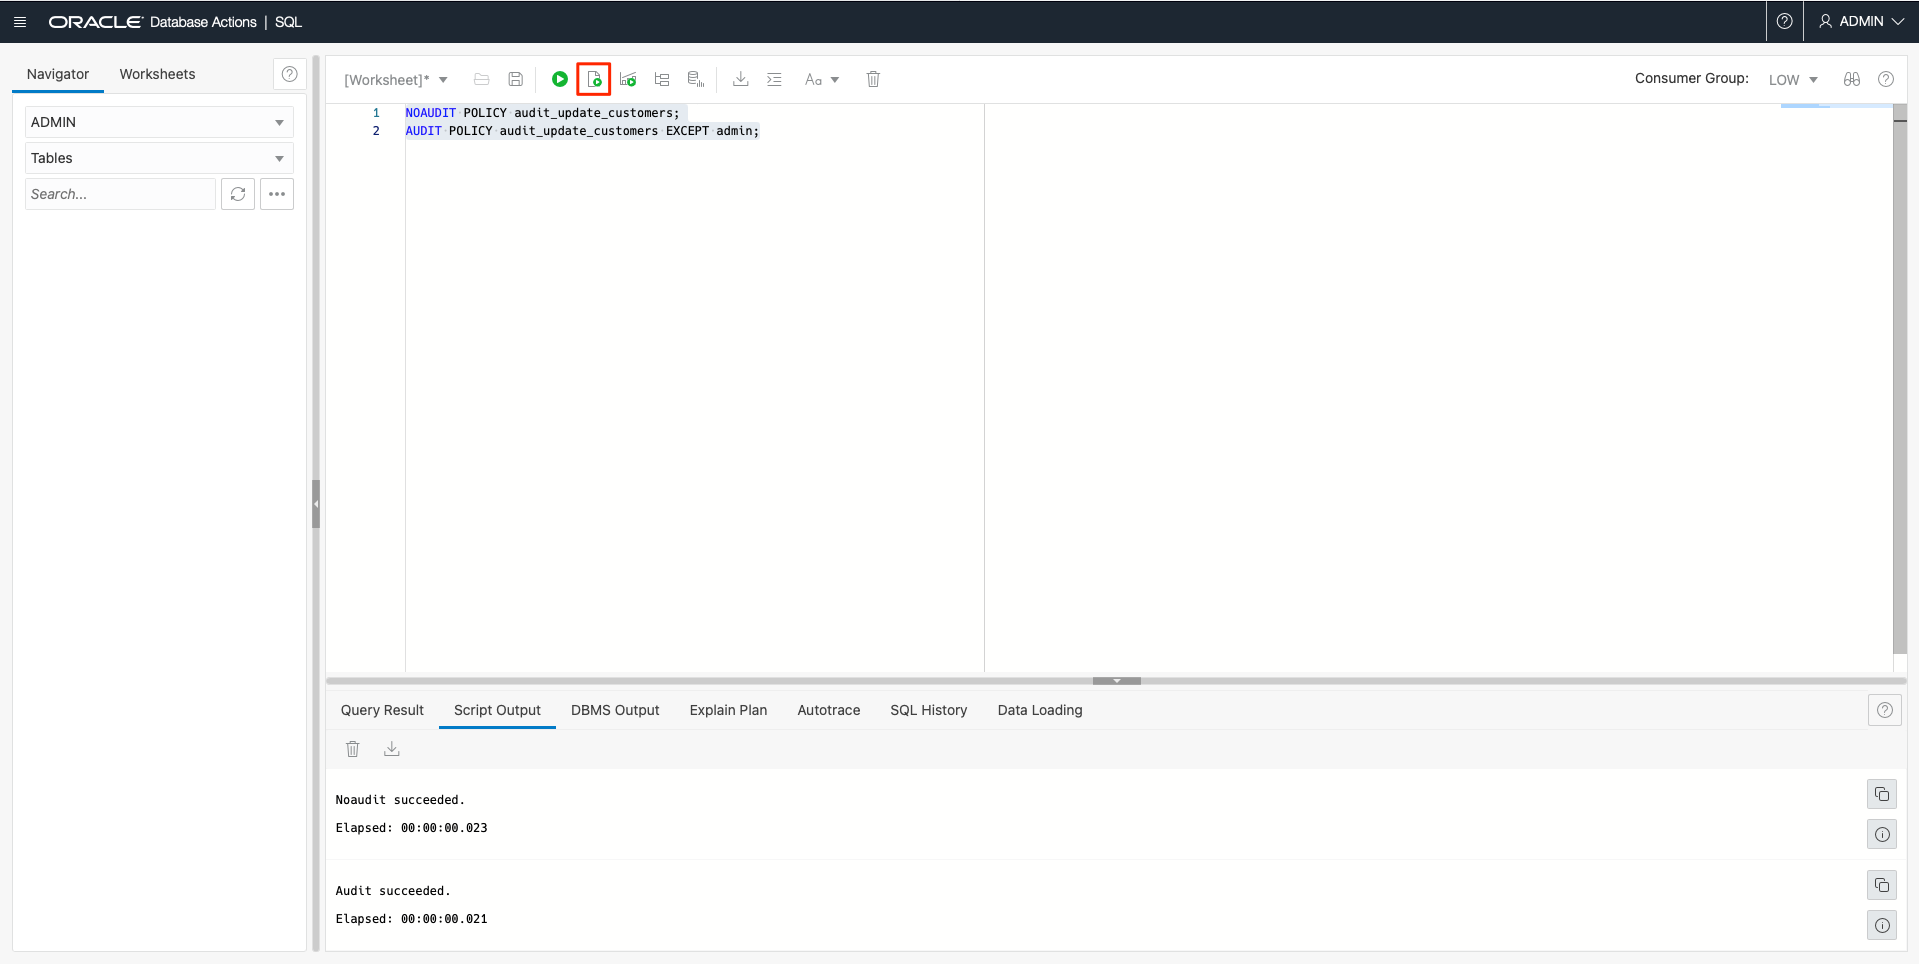 ORACLE Database Actions | SQL
ADMIN
Navigator
Worksheets
ADMIN
Tables
Search...
[Worksheet]*
Aa
Consumer Group:
LOW
1 NOAUDIT POLICY audit_update_customers;
2 AUDIT POLICY audit_update_customers EXCEPT admin;
Query Result
Script Output
DBMS Output
Explain Plan
Autotrace
SQL History
Data Loading
Noaudit succeeded.
Elapsed: 00:00:00.023
Audit succeeded.
Elapsed: 00:00:00.021